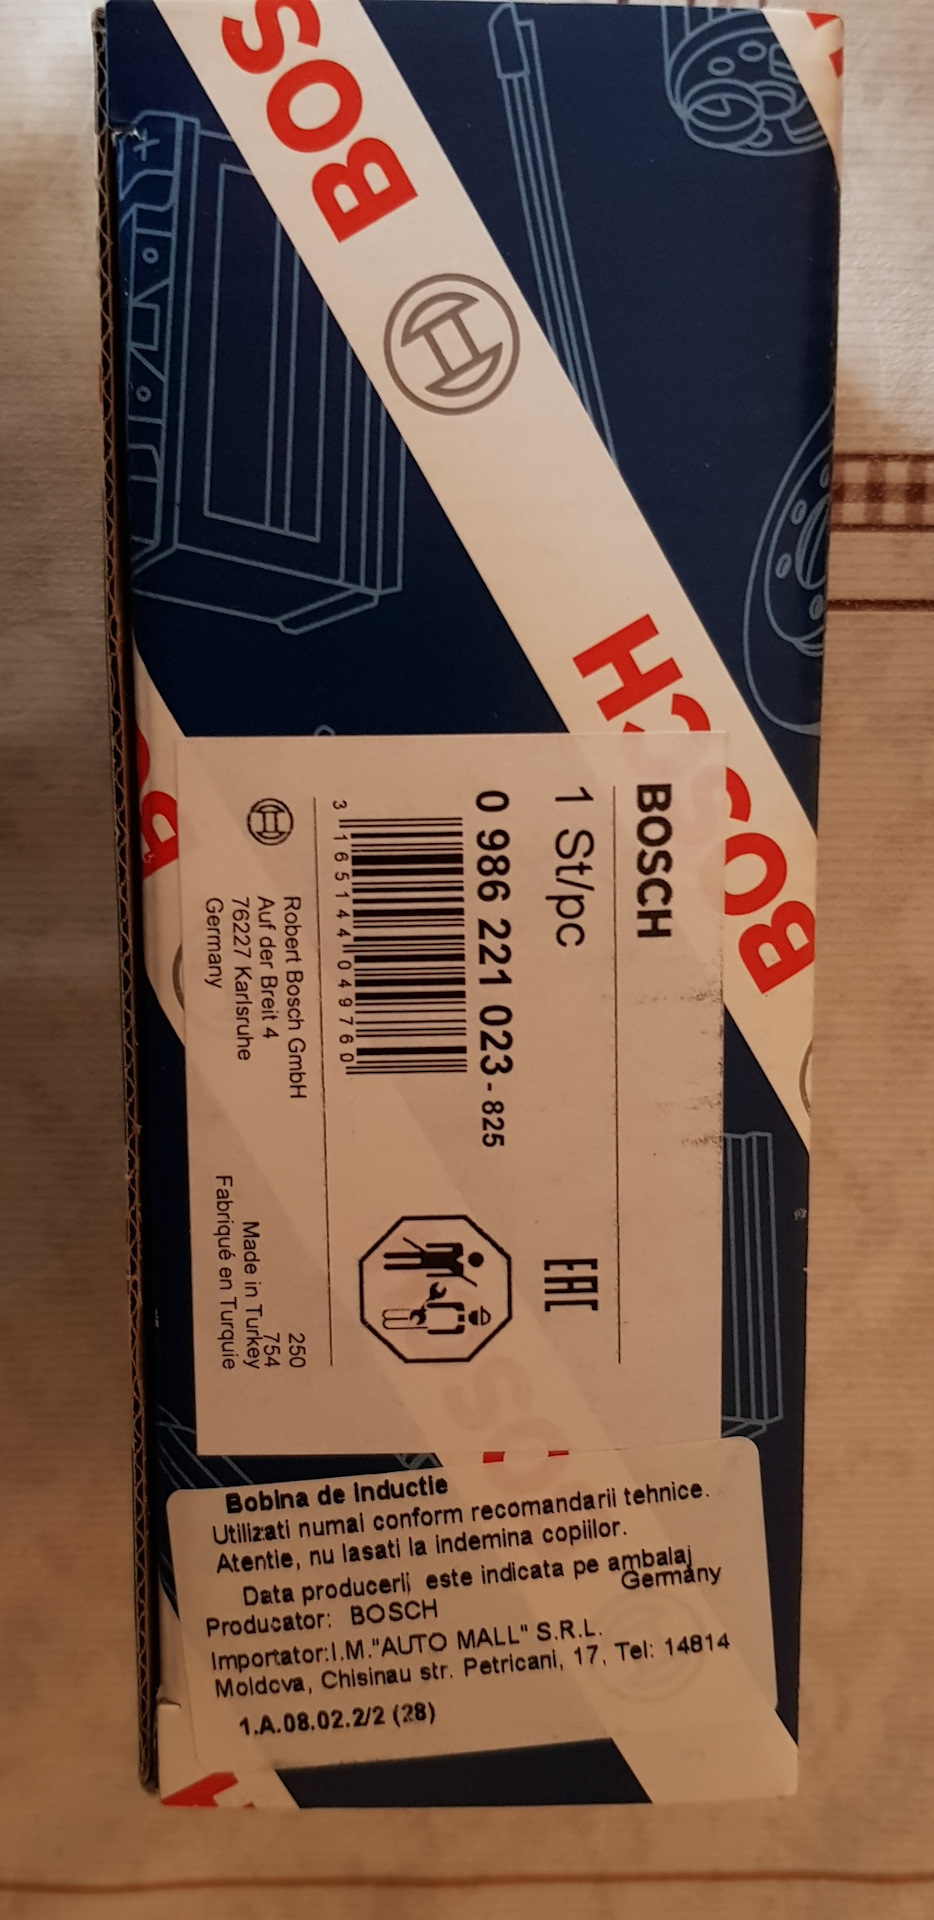 BOS
BOSCH
BOSCH
1 St/pc
EAC
0 986 221 023 - 825
3 165144 049760
Robert Bosch GmbH
Auf der Breit 4
76227 Karlsruhe
Germany
250
754
Made in Turkey
Fabriqué en Turquie
Bobina de Inductie
Utilizati numai conform recomandarii tehnice.
Atentie, nu lasati la indemina copiilor.
Data producerii este indicata pe ambalaj
Producator: BOSCH Germany
Importator:I.M."AUTO MALL" S.R.L.
Moldova, Chisinau str. Petricani, 17, Tel: 14814
1.A.08.02.2/2 (28)